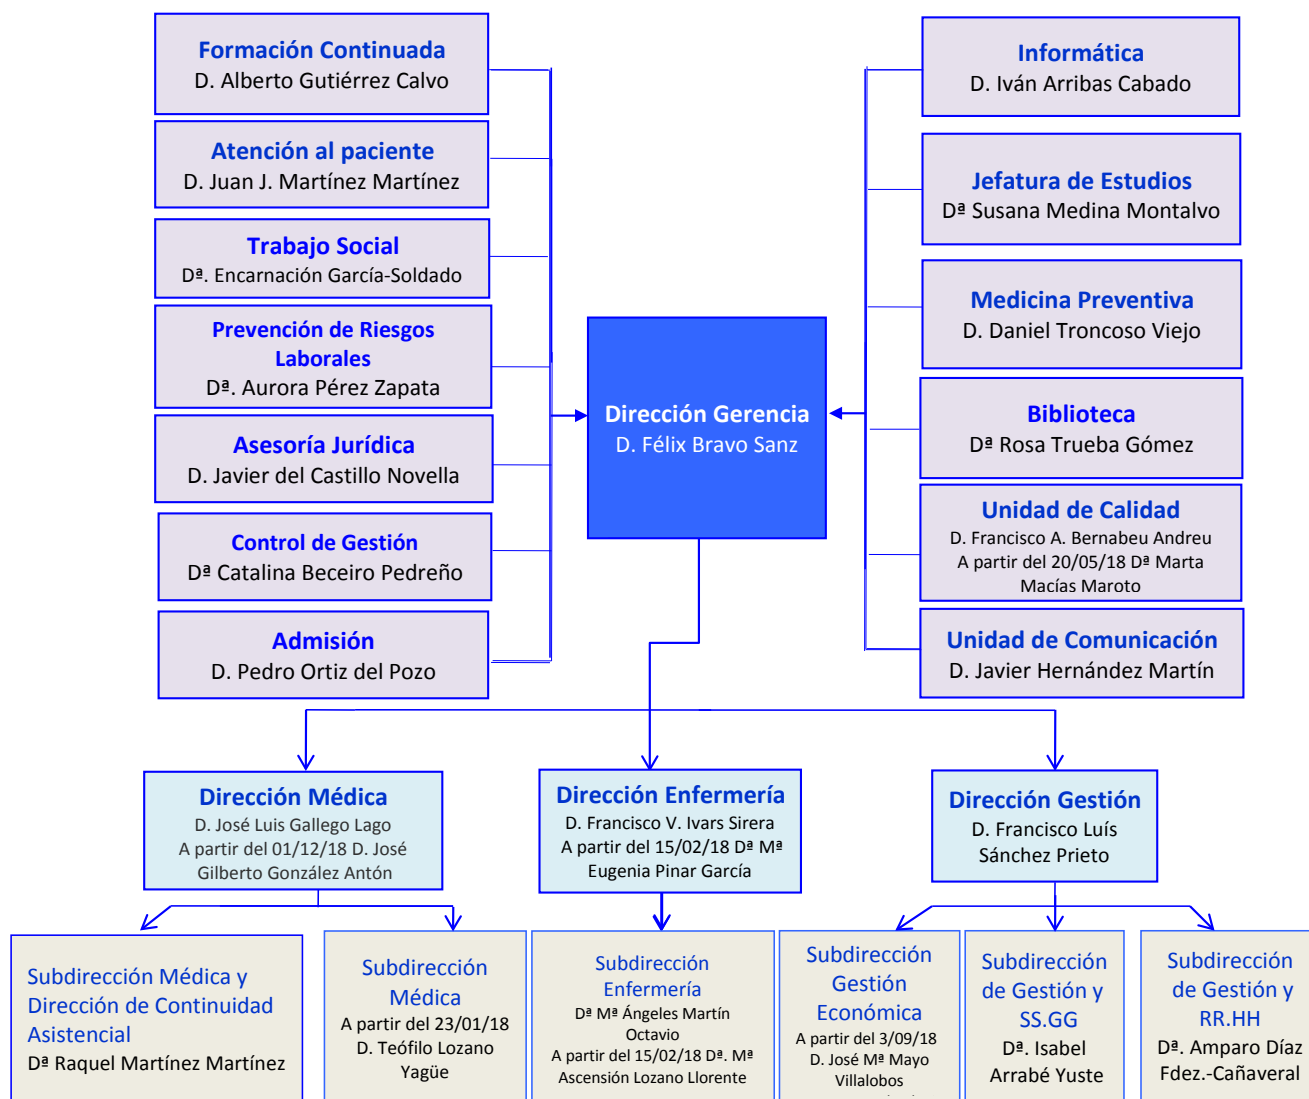 Formación Continuada
D. Alberto Gutiérrez Calvo
Atención al paciente
D. Juan J. Martínez Martínez
Trabajo Social
Dª. Encarnación García-Soldado
Prevención de Riesgos
Laborales
Dª. Aurora Pérez Zapata
Asesoría Jurídica
D. Javier del Castillo Novella
Control de Gestión
Dª Catalina Beceiro Pedreño
Admisión
D. Pedro Ortiz del Pozo
Dirección Gerencia
D. Félix Bravo Sanz
Informática
D. Iván Arribas Cabado
Jefatura de Estudios
Dª Susana Medina Montalvo
Medicina Preventiva
D. Daniel Troncoso Viejo
Biblioteca
Dª Rosa Trueba Gómez
Unidad de Calidad
D. Francisco A. Bernabeu Andreu
A partir del 20/05/18 Dª Marta
Macías Maroto
Unidad de Comunicación
D. Javier Hernández Martín
Dirección Médica
D. José Luis Gallego Lago
A partir del 01/12/18 D. José
Gilberto González Antón
Dirección Enfermería
D. Francisco V. Ivars Sirera
A partir del 15/02/18 Dª Mª
Eugenia Pinar García
Dirección Gestión
D. Francisco Luís
Sánchez Prieto
Subdirección Médica y
Dirección de Continuidad
Asistencial
Dª Raquel Martínez Martínez
Subdirección
Médica
A partir del 23/01/18
D. Teófilo Lozano
Yagüe
Subdirección
Enfermería
Dª Mª Ángeles Martín
Octavio
A partir del 15/02/18 Dª. Mª
Ascensión Lozano Llorente
Subdirección
Gestión
Económica
A partir del 3/09/18
D. José Mª Mayo
Villalobos
Subdirección
de Gestión y
SS.GG
Dª. Isabel
Arrabé Yuste
Subdirección
de Gestión y
RR.HH
Dª. Amparo Díaz
Fdez.-Cañaveral